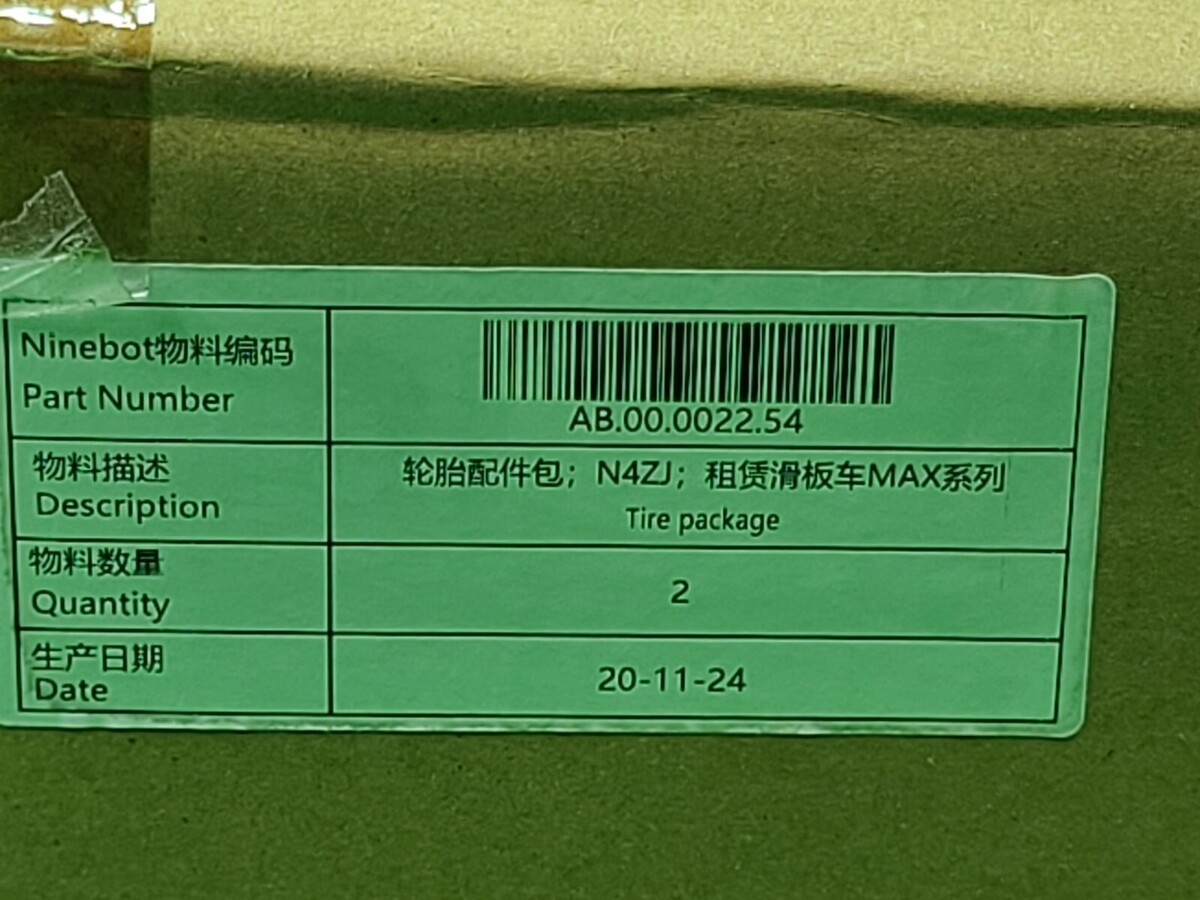 Ninebot物料编码
Part Number
AB.00.0022.54
物料描述
Description
轮胎配件包；N4ZJ；租赁滑板车MAX系列
Tire package
物料数量
Quantity
2
生产日期
Date
20-11-24